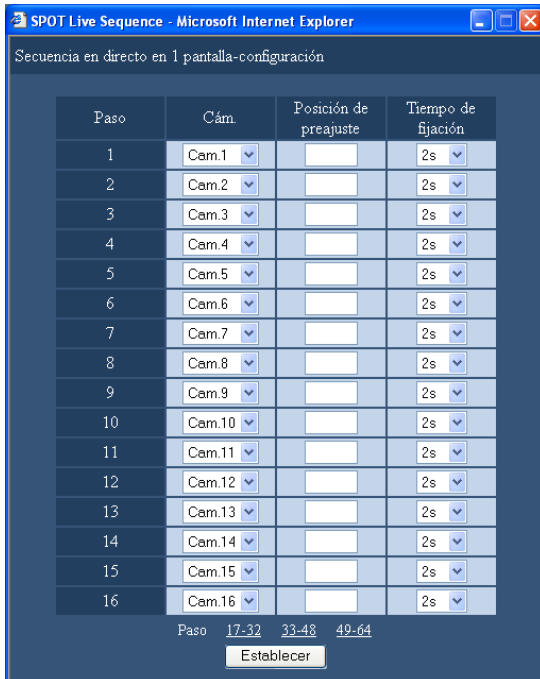 SPOT Live Sequence - Microsoft Internet Explorer
Secuencia en directo en 1 pantalla-configuración
Paso Cám. Posición de preajuste Tiempo de fijación
1 Cam.1 2s
2 Cam.2 2s
3 Cam.3 2s
4 Cam.4 2s
5 Cam.5 2s
6 Cam.6 2s
7 Cam.7 2s
8 Cam.8 2s
9 Cam.9 2s
10 Cam.10 2s
11 Cam.11 2s
12 Cam.12 2s
13 Cam.13 2s
14 Cam.14 2s
15 Cam.15 2s
16 Cam.16 2s
Paso 17-32 33-48 49-64
Establecer